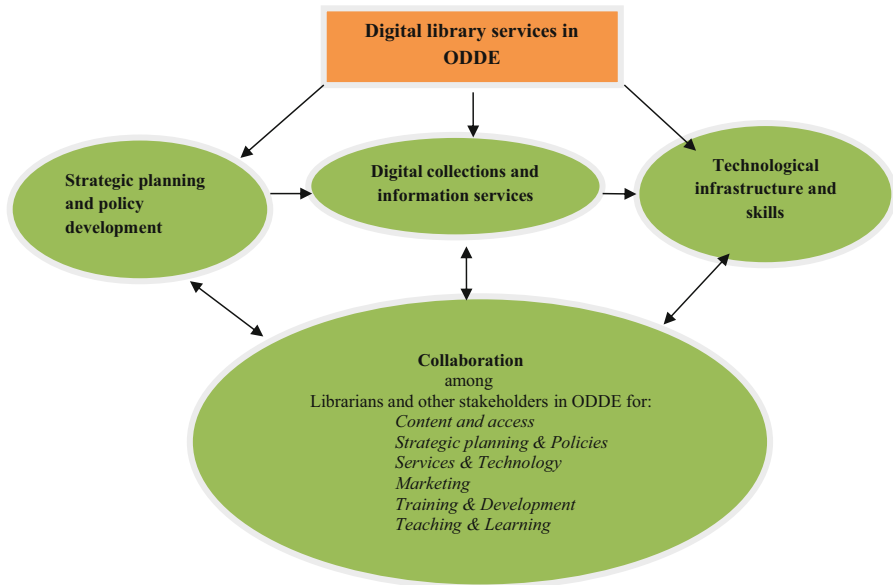 Digital library services in
ODDE
Strategic planning
and policy
development
Digital collections and
information services
Technological
infrastructure and
skills
Collaboration
among
Librarians and other stakeholders in ODDE for:
Content and access
Strategic planning & Policies
Services & Technology
Marketing
Training & Development
Teaching & Learning